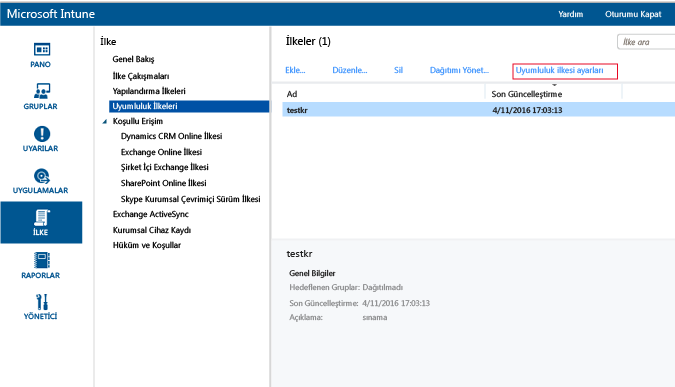 Microsoft Intune
Yardım
Oturumu Kapat
PANO
GRUPLAR
UYARILAR
UYGULAMALAR
İLKE
RAPORLAR
YÖNETİCİ
İlke
Genel Bakış
İlke Çakışmaları
Yapılandırma İlkeleri
Uyumluluk İlkeleri
Koşullu Erişim
Dynamics CRM Online İlkesi
Exchange Online İlkesi
Şirket İçi Exchange İlkesi
SharePoint Online İlkesi
Skype Kurumsal Çevrimiçi Sürüm İlkesi
Exchange ActiveSync
Kurumsal Cihaz Kaydı
Hüküm ve Koşullar
İlkeler (1)
İlke ara
Ekle... Düzenle... Sil Dağıtımı Yönet... Uyumluluk ilkesi ayarları
Ad Son Güncelleştirme
testkr 4/11/2016 17:03:13
testkr
Genel Bilgiler
Hedeflenen Gruplar: Dağıtılmadı
Son Güncelleştirme: 4/11/2016 17:03:13
Açıklama: sınama